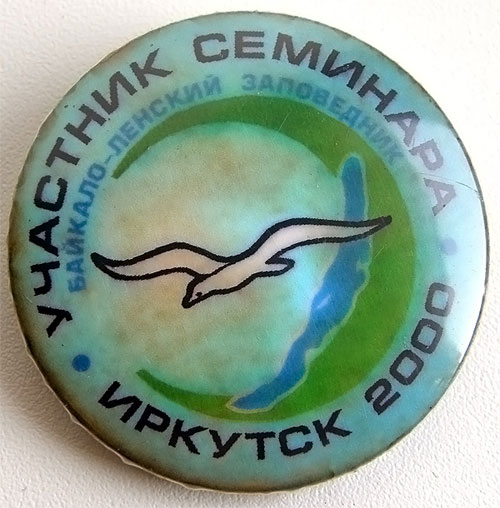 УЧАСТНИК СЕМИНАРА
БАЙКАЛО-ЛЕНСКИЙ ЗАПОВЕДНИК
ИРКУТСК 2000